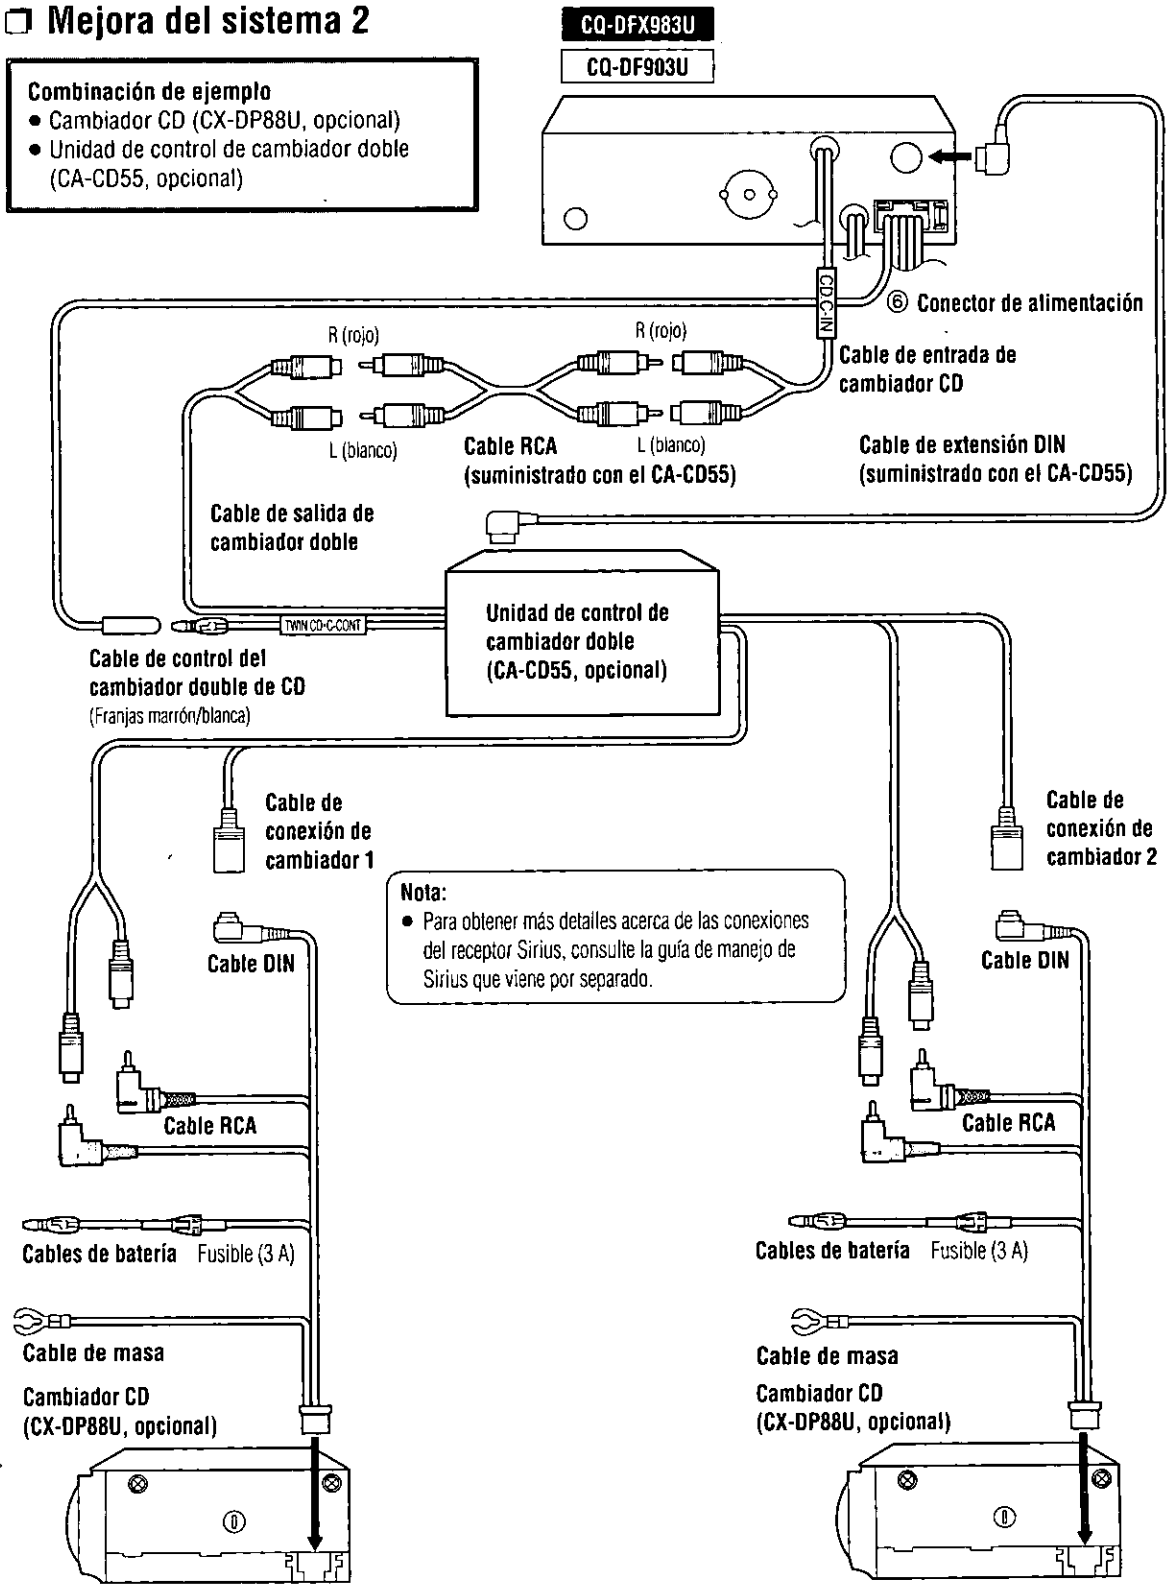 Mejora del sistema 2
CQ-DFX983U
CQ-DF903U
Combinación de ejemplo
● Cambiador CD (CX-DP88U, opcional)
● Unidad de control de cambiador doble
(CA-CD55, opcional)
CD·C-IN
⑥ Conector de alimentación
R (rojo)
R (rojo)
Cable de entrada de
cambiador CD
L (blanco)
Cable RCA
(suministrado con el CA-CD55)
L (blanco)
Cable de extensión DIN
(suministrado con el CA-CD55)
Cable de salida de
cambiador doble
Unidad de control de
cambiador doble
(CA-CD55, opcional)
TWIN CD·C-CONT
Cable de control del
cambiador double de CD
(Franjas marrón/blanca)
Cable de
conexión de
cambiador 1
Cable de
conexión de
cambiador 2
Nota:
● Para obtener más detalles acerca de las conexiones
del receptor Sirius, consulte la guía de manejo de
Sirius que viene por separado.
Cable DIN
Cable DIN
Cable RCA
Cable RCA
Cables de batería Fusible (3 A)
Cables de batería Fusible (3 A)
Cable de masa
Cable de masa
Cambiador CD
(CX-DP88U, opcional)
Cambiador CD
(CX-DP88U, opcional)